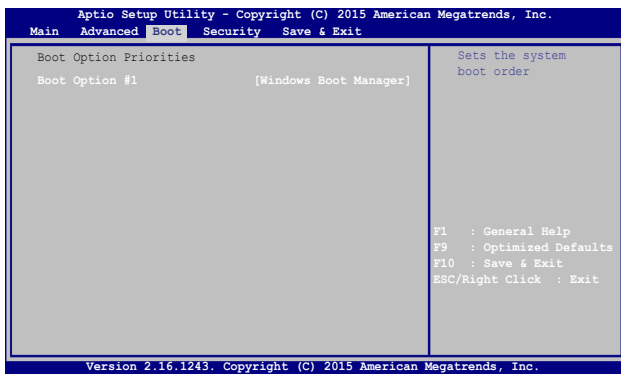 Aptio Setup Utility - Copyright (C) 2015 American Megatrends, Inc.
Main Advanced Boot Security Save & Exit
Boot Option Priorities
Boot Option #1 [Windows Boot Manager]
Sets the system
boot order
F1 : General Help
F9 : Optimized Defaults
F10 : Save & Exit
ESC/Right Click : Exit
Version 2.16.1243. Copyright (C) 2015 American Megatrends, Inc.